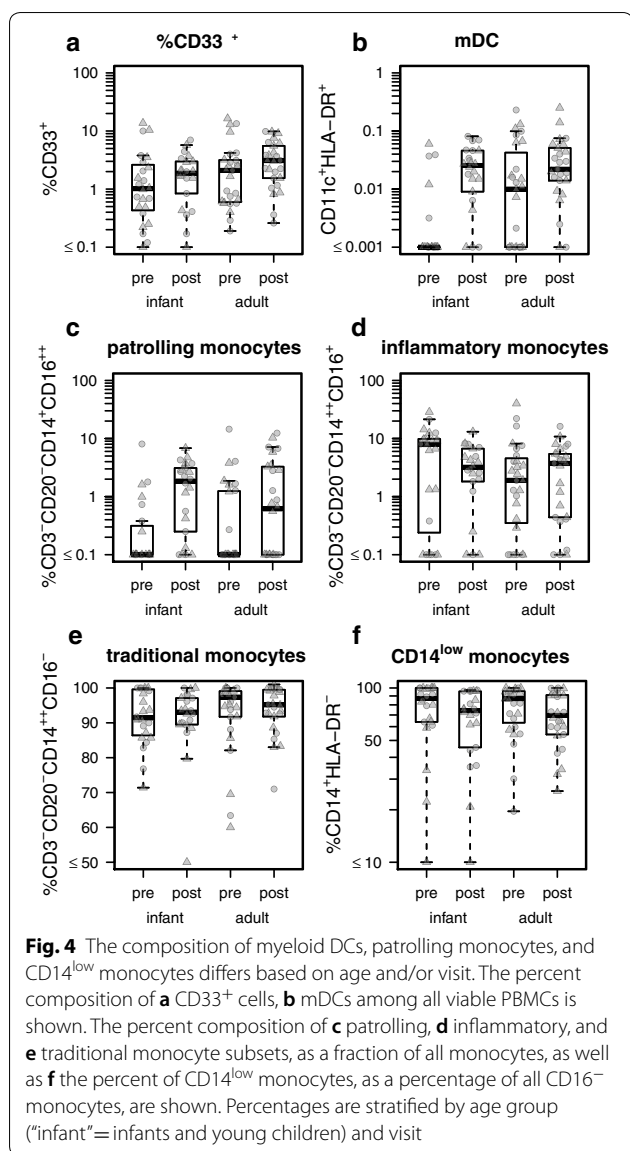 a %CD33 + b mDC
%CD33+
100
10
1
≤ 0.1
pre post pre post
infant adult
CD11c+HLA−DR+
1
0.1
0.01
≤ 0.001
pre post pre post
infant adult
c patrolling monocytes d inflammatory monocytes
%CD3−CD20−CD14+CD16++
100
10
1
≤ 0.1
pre post pre post
infant adult
%CD3−CD20−CD14++CD16+
100
10
1
≤ 0.1
pre post pre post
infant adult
e traditional monocytes f CD14low monocytes
%CD3−CD20−CD14++CD16−
100
90
80
70
60
≤ 50
pre post pre post
infant adult
%CD14+HLA−DR−
100
50
≤ 10
pre post pre post
infant adult
Fig. 4 The composition of myeloid DCs, patrolling monocytes, and
CD14low monocytes differs based on age and/or visit. The percent
composition of a CD33+ cells, b mDCs among all viable PBMCs is
shown. The percent composition of c patrolling, d inflammatory, and
e traditional monocyte subsets, as a fraction of all monocytes, as well
as f the percent of CD14low monocytes, as a percentage of all CD16−
monocytes, are shown. Percentages are stratified by age group
(“infant”= infants and young children) and visit